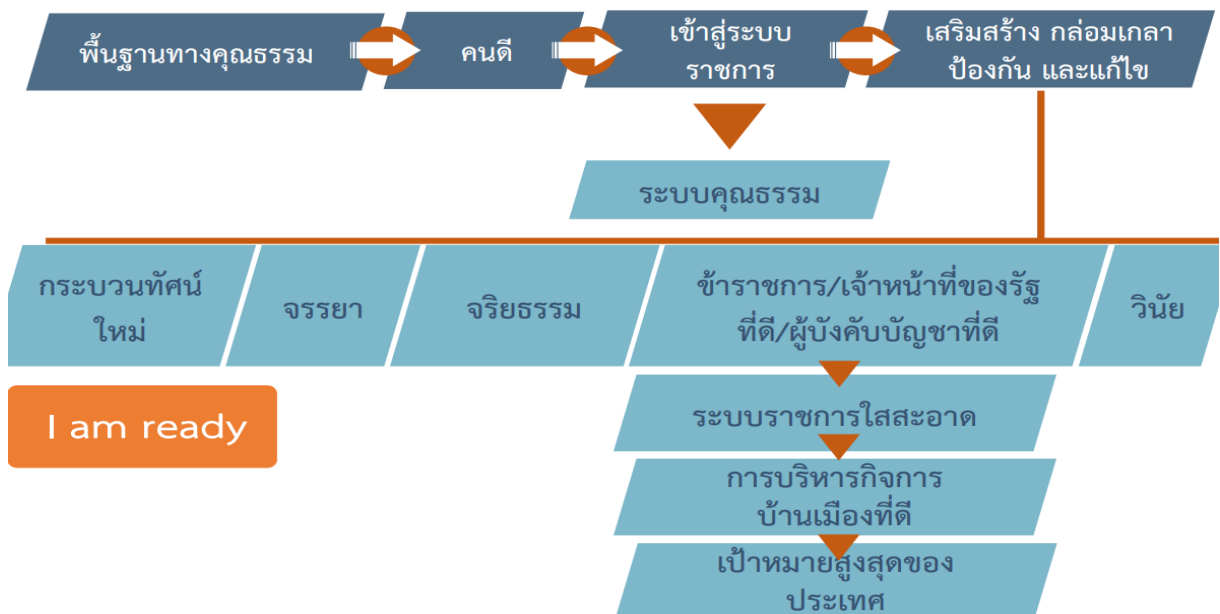 พื้นฐานทางคุณธรรม
คนดี
เข้าสู่ระบบ
ราชการ
เสริมสร้าง กล่อมเกลา
ป้องกัน และแก้ไข
ระบบคุณธรรม
กระบวนทัศน์
ใหม่
จรรยา
จริยธรรม
ข้าราชการ/เจ้าหน้าที่ของรัฐ
ที่ดี/ผู้บังคับบัญชาที่ดี
วินัย
I am ready
ระบบราชการใสสะอาด
การบริหารกิจการ
บ้านเมืองที่ดี
เป้าหมายสูงสุดของ
ประเทศ